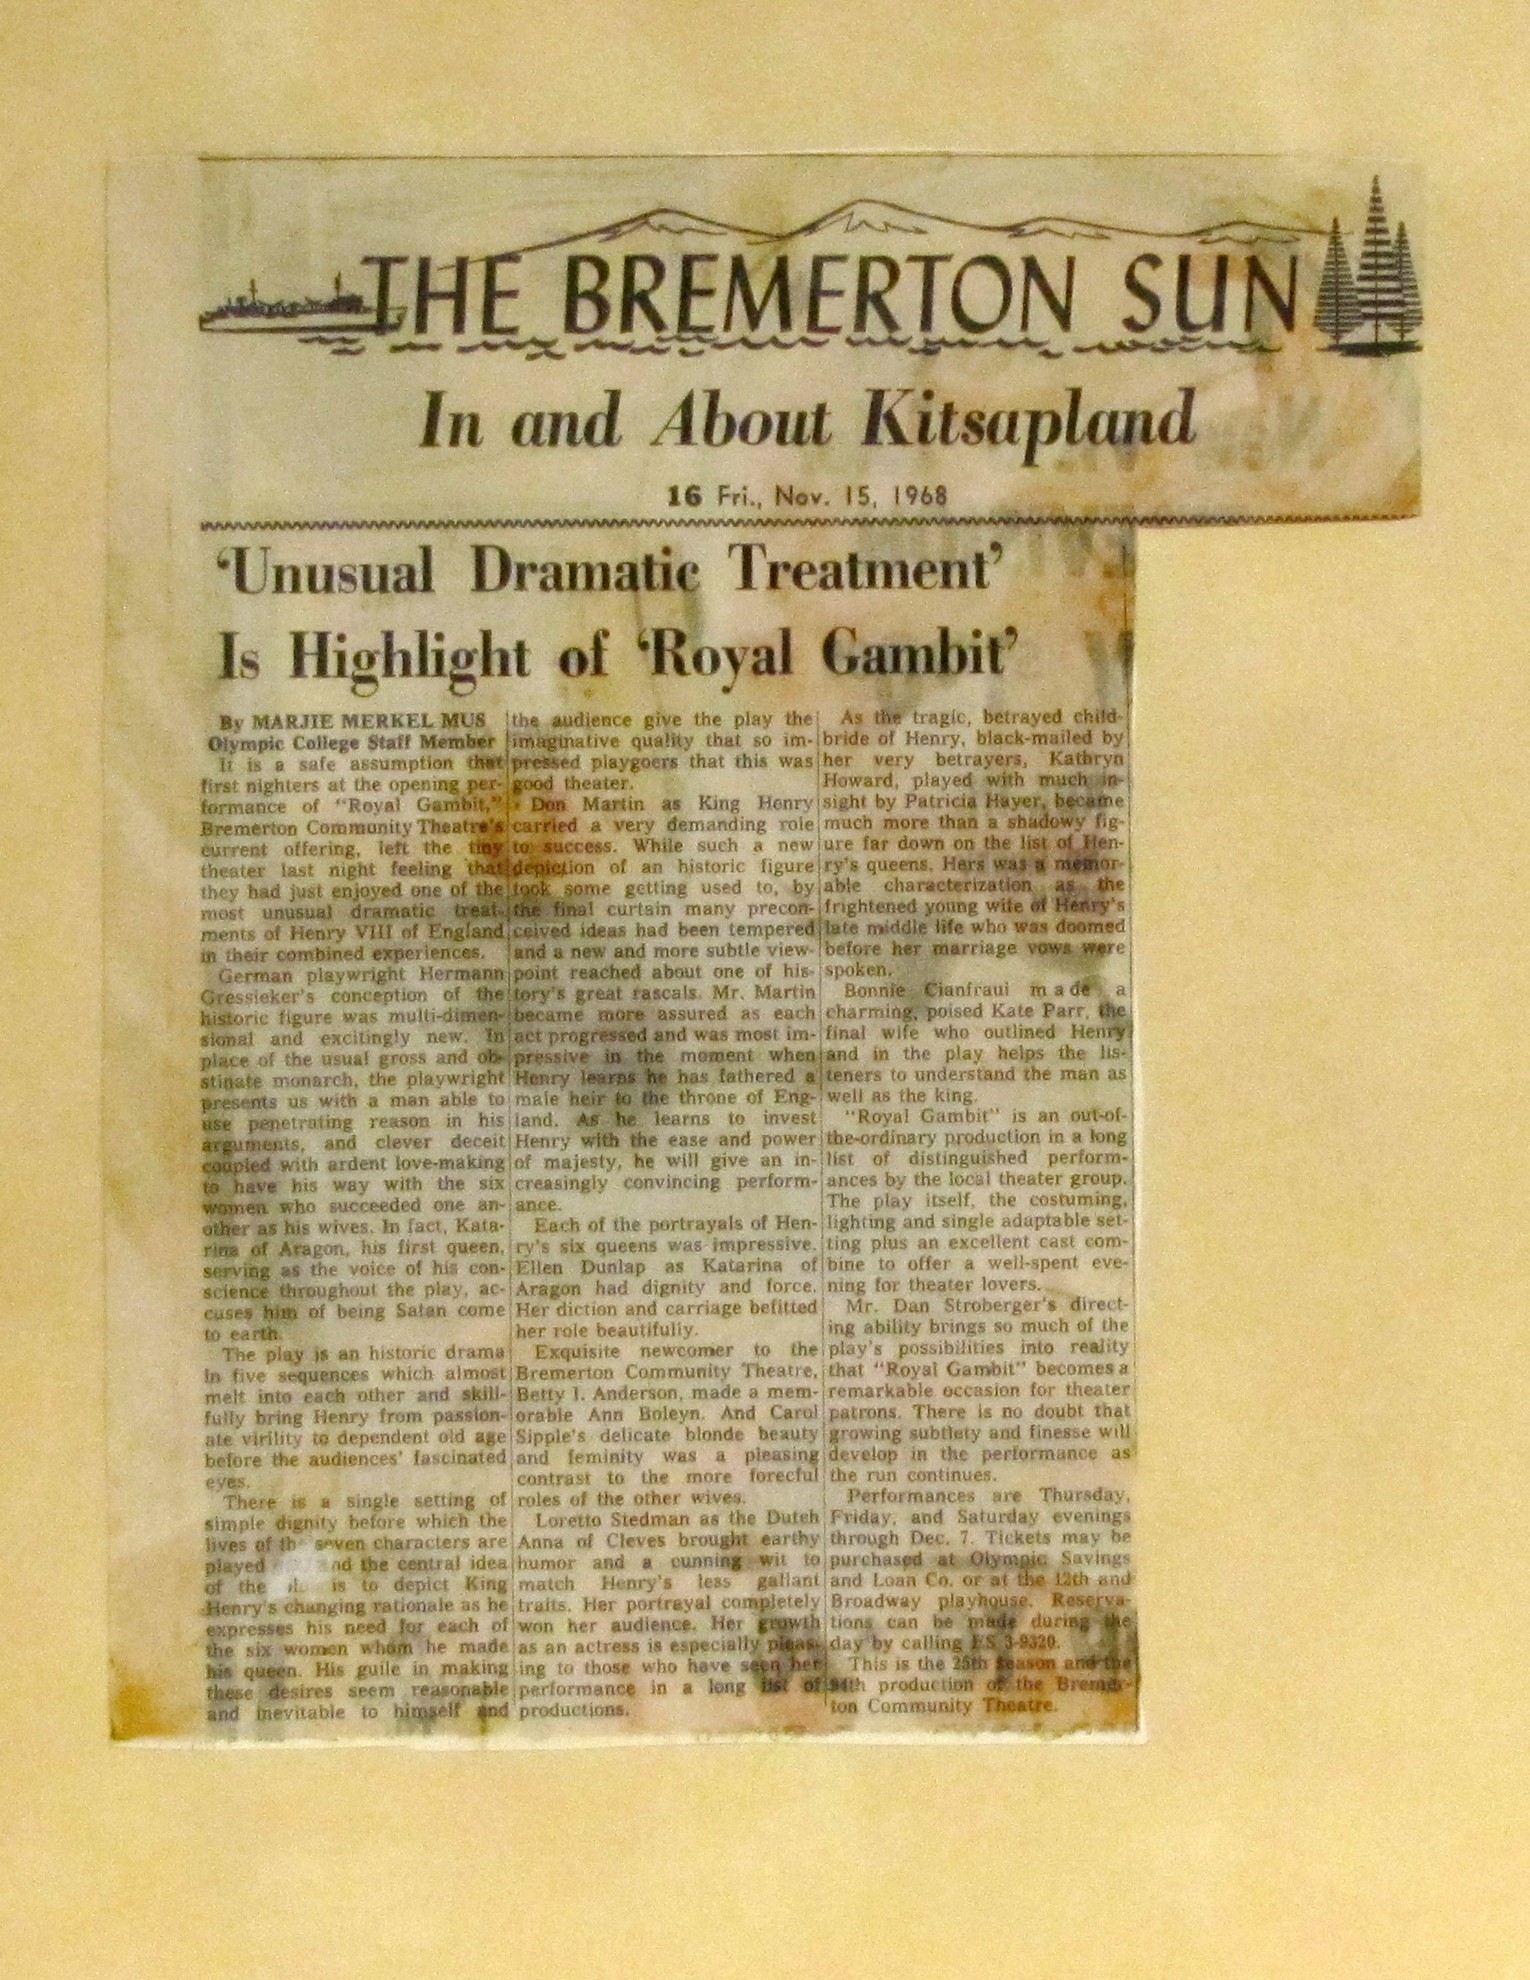 THE BREMERTON SUN
In and About Kitsapland
16 Fri., Nov. 15, 1968
'Unusual Dramatic Treatment'
Is Highlight of 'Royal Gambit'
By MARJIE MERKEL MUS
Olympic College Staff Member
It is a safe assumption that
first nighters at the opening per-
formance of "Royal Gambit,"
Bremerton Community Theatre's
current offering, left the tiny
theater last night feeling that
they had just enjoyed one of the
most unusual dramatic treat-
ments of Henry VIII of England
in their combined experiences.
German playwright Hermann
Gressieker's conception of the
historic figure was multi-dimen-
sional and excitingly new. In
place of the usual gross and ob-
stinate monarch, the playwright
presents us with a man able to
use penetrating reason in his
arguments, and clever deceit
coupled with ardent love-making
to have his way with the six
women who succeeded one an-
other as his wives. In fact, Kata-
rina of Aragon, his first queen,
serving as the voice of his con-
science throughout the play, ac-
cuses him of being Satan come
to earth.
The play is an historic drama
in five sequences which almost
melt into each other and skill-
fully bring Henry from passion-
ate virility to dependent old age
before the audiences' fascinated
eyes.
There is a single setting of
simple dignity before which the
lives of seven characters are
played the central idea
of the is to depict King
Henry's changing rationale as he
expresses his need for each of
the six women whom he made
his queen. His guile in making
these desires seem reasonable
and inevitable to himself and
the audience give the play the
imaginative quality that so im-
pressed playgoers that this was
good theater.
Don Martin as King Henry
carried a very demanding role
to success. While such a new
depiction of an historic figure
took some getting used to, by
the final curtain many precon-
ceived ideas had been tempered
and a new and more subtle view-
point reached about one of his-
tory's great rascals. Mr. Martin
became more assured as each
act progressed and was most im-
pressive in the moment when
Henry learns he has fathered a
male heir to the throne of Eng-
land. As he learns to invest
Henry with the ease and power
of majesty, he will give an in-
creasingly convincing perform-
ance.
Each of the portrayals of Hen-
ry's six queens was impressive.
Ellen Dunlap as Katarina of
Aragon had dignity and force.
Her diction and carriage befitted
her role beautifully.
Exquisite newcomer to the
Bremerton Community Theatre,
Betty I. Anderson, made a mem-
orable Ann Boleyn. And Carol
Sipple's delicate blonde beauty
and feminity was a pleasing
contrast to the more forecful
roles of the other wives.
Loretto Stedman as the Dutch
Anna of Cleves brought earthy
humor and a cunning wit to
match Henry's less gallant
traits. Her portrayal completely
won her audience. Her growth
as an actress is especially pleas-
ing to those who have seen her
performance in a long list of
productions.
As the tragic, betrayed child-
bride of Henry, black-mailed by
her very betrayers, Kathryn
Howard, played with much in-
sight by Patricia Hayer, became
much more than a shadowy fig-
ure far down on the list of Hen-
ry's queens. Hers was a memor-
able characterization as the
frightened young wife of Henry's
late middle life who was doomed
before her marriage vows were
spoken.
Bonnie Cianfraui made a
charming, poised Kate Parr, the
final wife who outlined Henry
and in the play helps the lis-
teners to understand the man as
well as the king.
"Royal Gambit" is an out-of-
the-ordinary production in a long
list of distinguished perform-
ances by the local theater group.
The play itself, the costuming,
lighting and single adaptable set-
ting plus an excellent cast com-
bine to offer a well-spent eve-
ning for theater lovers.
Mr. Dan Stroberger's direct-
ing ability brings so much of the
play's possibilities into reality
that "Royal Gambit" becomes a
remarkable occasion for theater
patrons. There is no doubt that
growing subtlety and finesse will
develop in the performance as
the run continues.
Performances are Thursday,
Friday, and Saturday evenings
through Dec. 7. Tickets may be
purchased at Olympic Savings
and Loan Co. or at the 12th and
Broadway playhouse. Reserva-
tions can be made during the
day by calling ES 3-9320.
This is the 25th season and the
94th production of the Bremer-
ton Community Theatre.